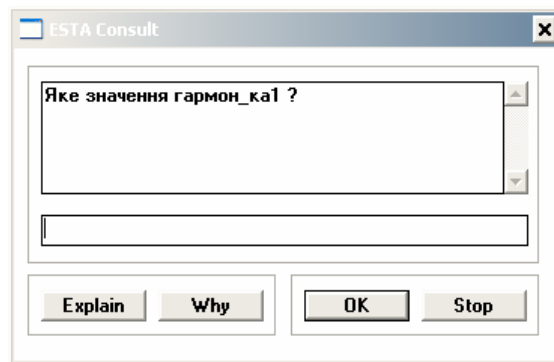 ESTA Consult
Яке значення гармон_ка1 ?
Explain
Why
OK
Stop